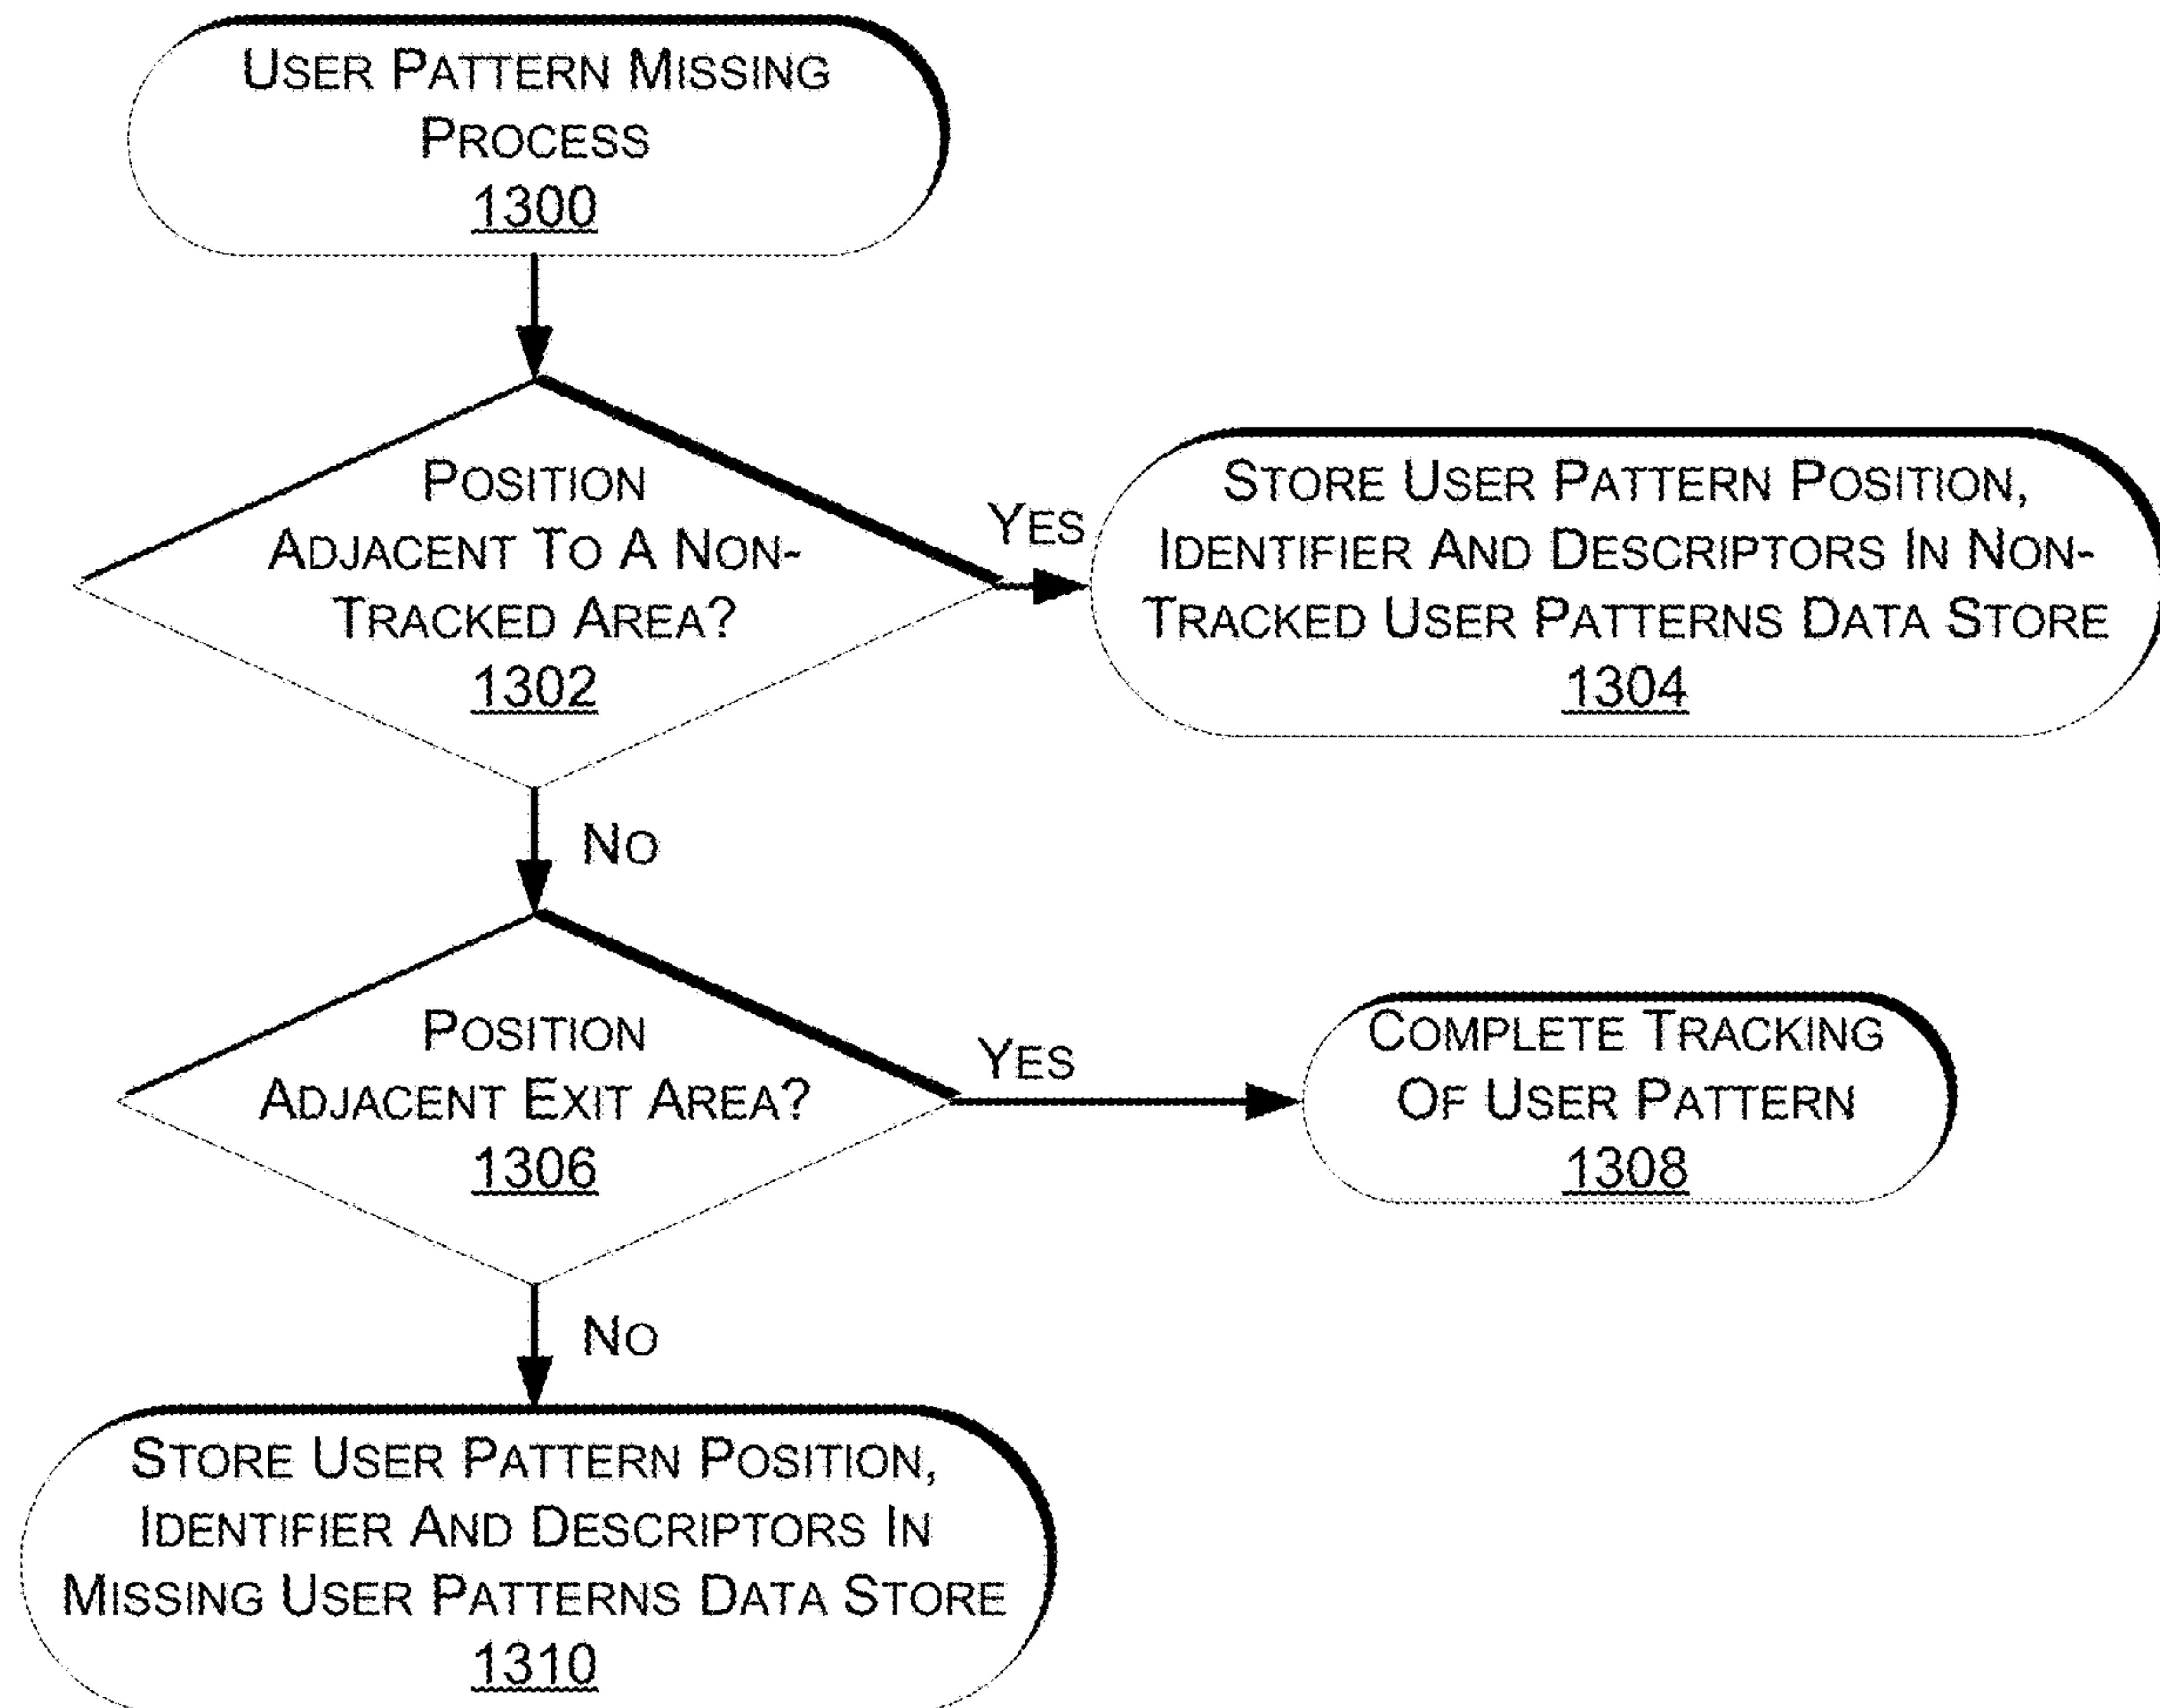 USER PATTERN MISSING
PROCESS
1300
POSITION
ADJACENT TO A NON-
TRACKED AREA?
1302
YES
STORE USER PATTERN POSITION,
IDENTIFIER AND DESCRIPTORS IN NON-
TRACKED USER PATTERNS DATA STORE
1304
NO
POSITION
ADJACENT EXIT AREA?
1306
YES
COMPLETE TRACKING
OF USER PATTERN
1308
NO
STORE USER PATTERN POSITION,
IDENTIFIER AND DESCRIPTORS IN
MISSING USER PATTERNS DATA STORE
1310